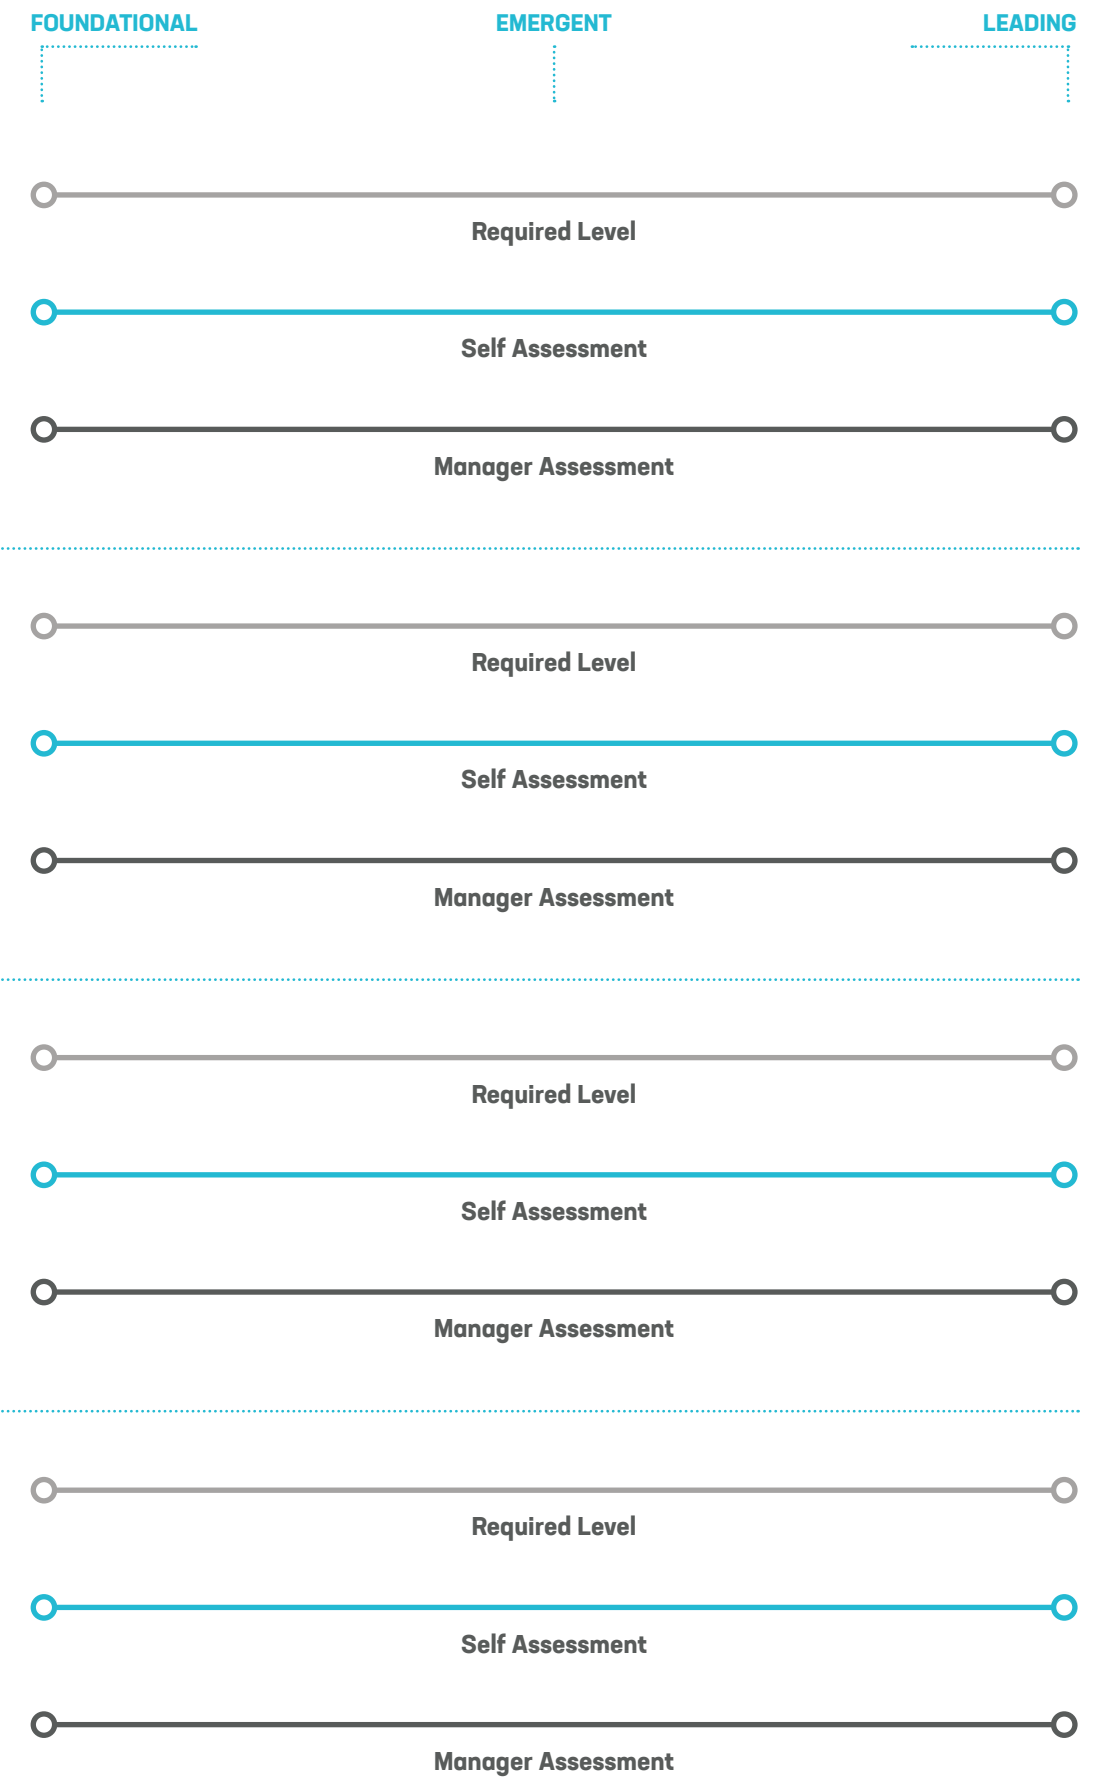 FOUNDATIONAL EMERGENT LEADING
Required Level
Self Assessment
Manager Assessment
Required Level
Self Assessment
Manager Assessment
Required Level
Self Assessment
Manager Assessment
Required Level
Self Assessment
Manager Assessment